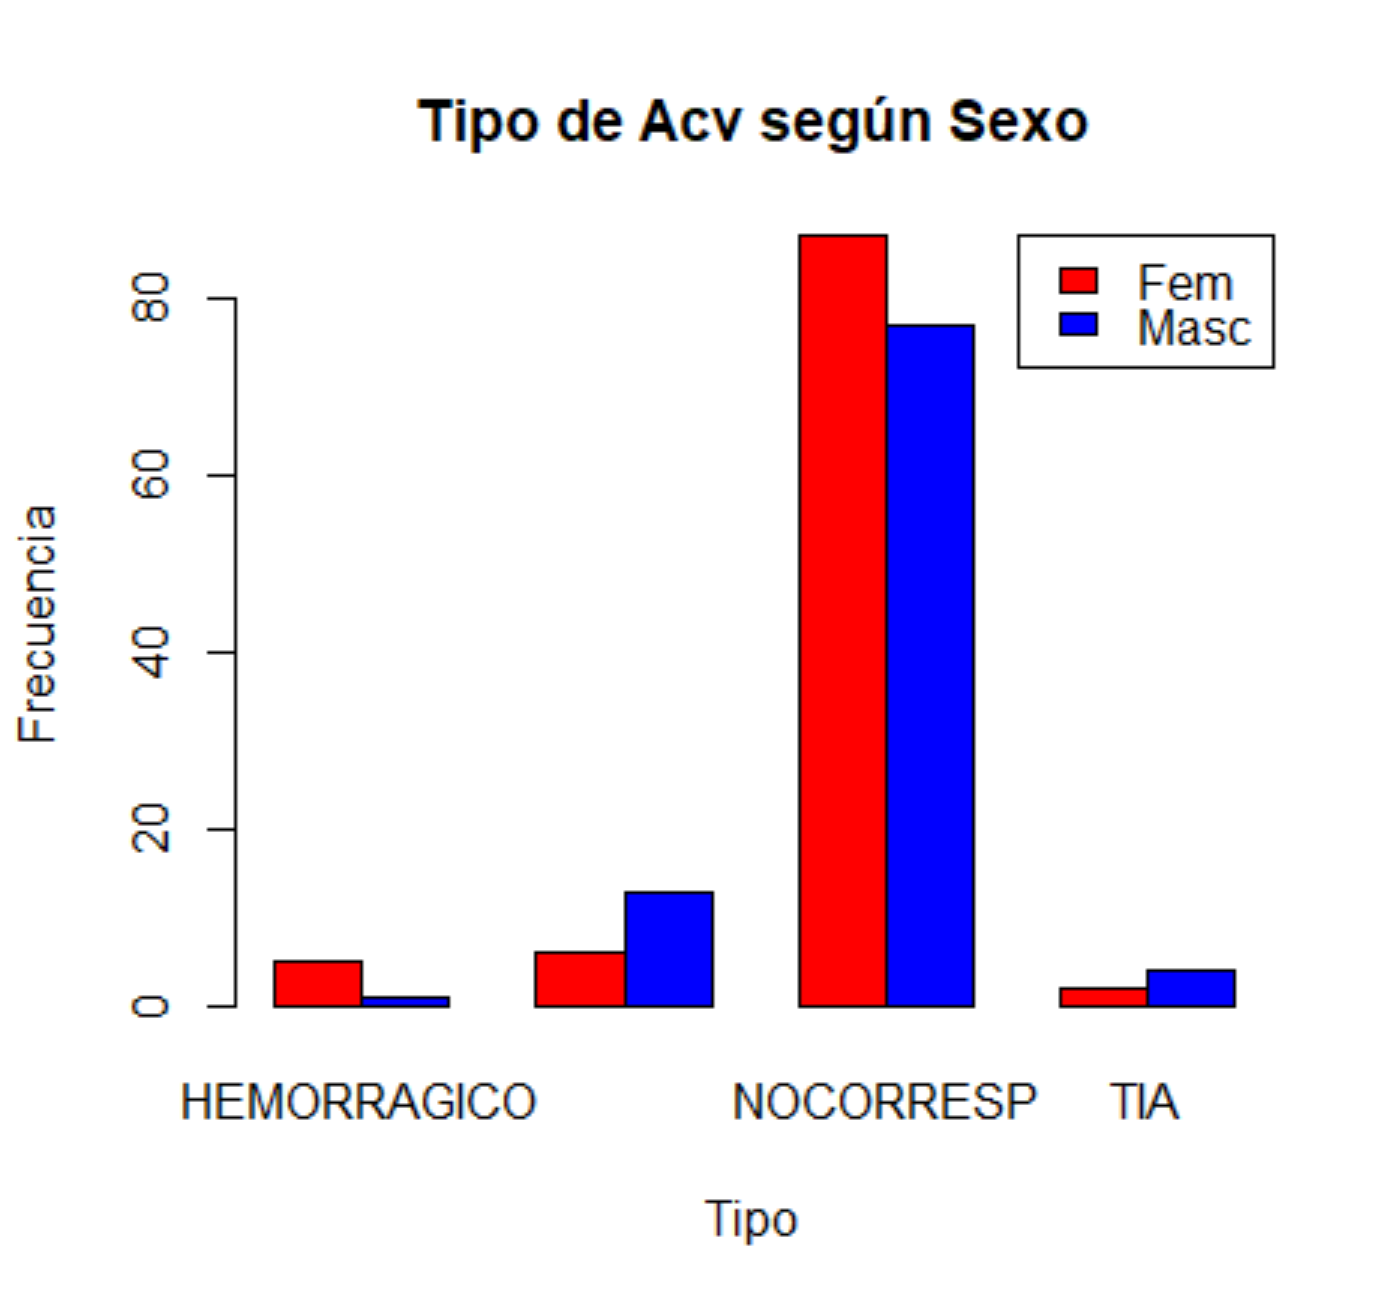 Tipo de Acv según Sexo
Fem
Masc
80
60
40
20
0
Frecuencia
HEMORRAGICO NOCORRESP TIA
Tipo